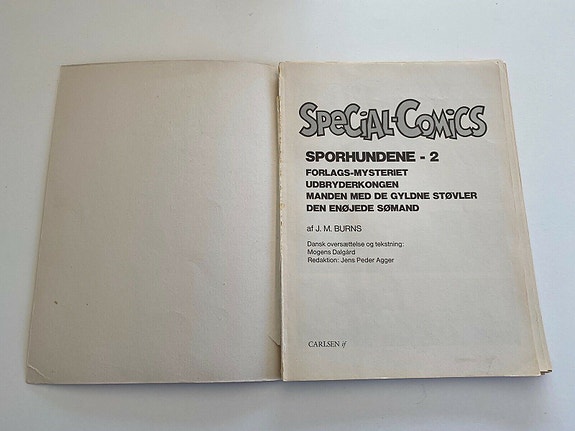 SPECIAL-COMICS
SPORHUNDENE - 2
FORLAGS-MYSTERIET
UDBRYDERKONGEN
MANDEN MED DE GYLDNE STØVLER
DEN ENØJEDE SØMAND
af J. M. BURNS
Dansk oversættelse og tekstning:
Mogens Dalgård
Redaktion: Jens Peder Agger
CARLSEN if